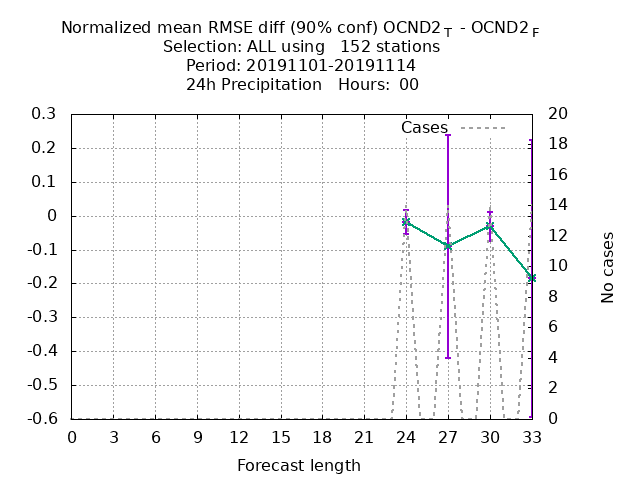 Normalized mean RMSE diff (90% conf) OCND2 T - OCND2 F
Selection: ALL using 152 stations
Period: 20191101-20191114
24h Precipitation Hours: 00
Cases
0.3
0.2
0.1
0
-0.1
-0.2
-0.3
-0.4
-0.5
-0.6
20
18
16
14
12
10
8
6
4
2
0
No cases
0 3 6 9 12 15 18 21 24 27 30 33
Forecast length